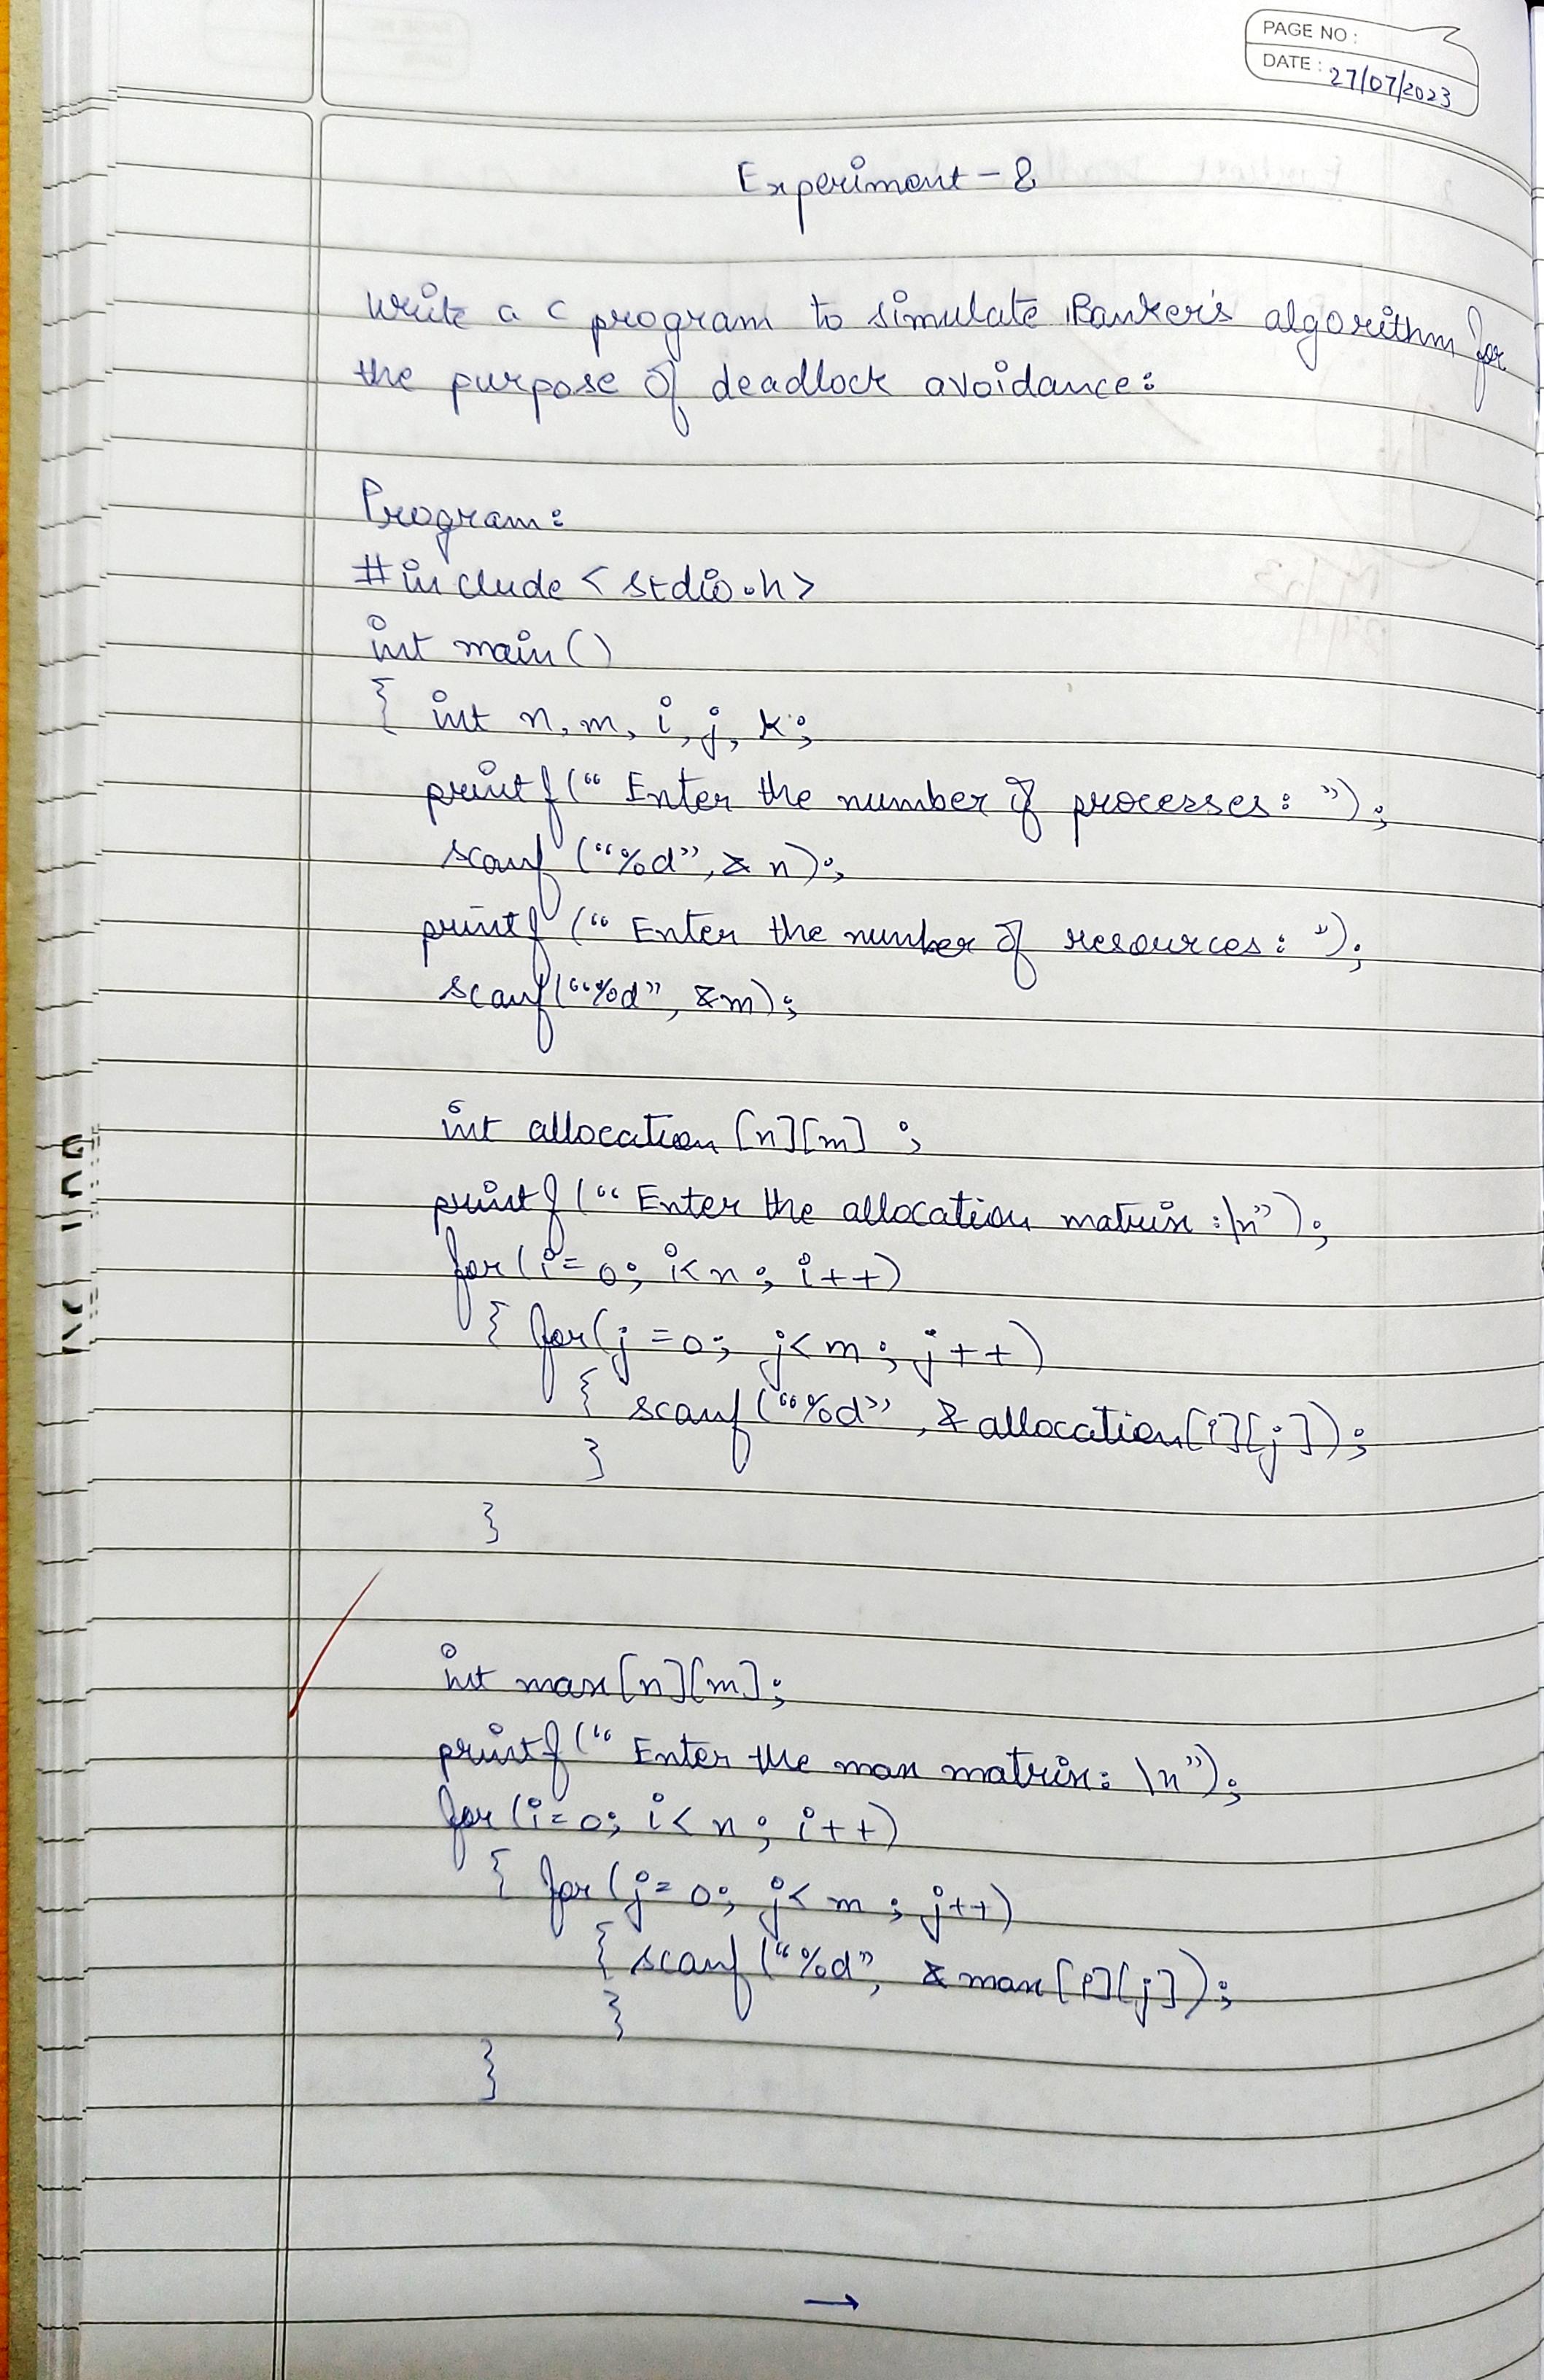 PAGE NO :
DATE : 27/07/2023
Experiment - 8
Write a C program to simulate Banker's algorithm for
the purpose of deadlock avoidance:
Program:
#include <stdio.h>
int main()
{ int n, m, i, j, k;
printf(“ Enter the number of processes: ”);
scanf (“%d”, & n);
printf (“ Enter the number of resources: ”);
scanf(“%d”, &m);
int allocation [n][m] ;
printf (“ Enter the allocation matrix :\n”);
for(i=0; i<n; i++)
{ for(j=0; j<m; j++)
{ scanf(“%d”, & allocation[i][j]);
}
}
int max[n][m];
printf(“ Enter the max matrix: \n”);
for(i=0; i<n; i++)
{ for(j=0; j<m; j++)
{ scanf(“%d”, &max[i][j]);
}
}
→